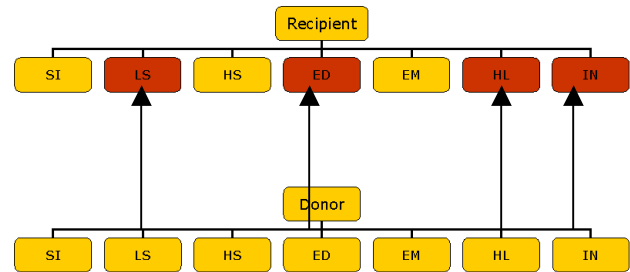 Recipient
SI LS HS ED EM HL IN
Donor
SI LS HS ED EM HL IN